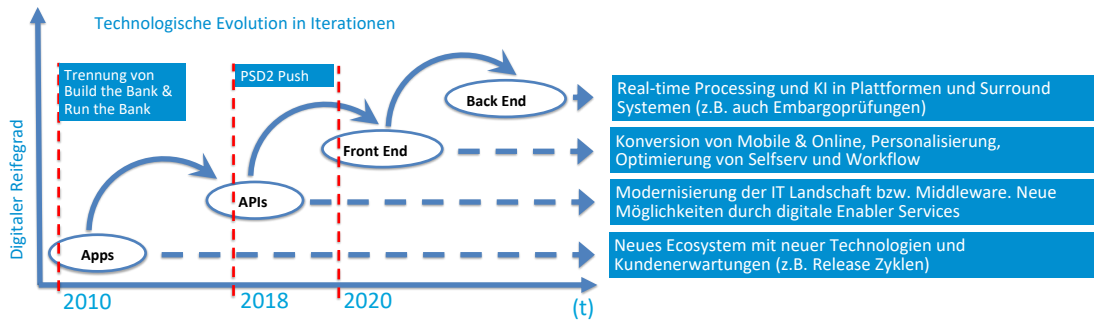 Technologische Evolution in Iterationen
Digitaler Reifegrad
Trennung von
Build the Bank &
Run the Bank
PSD2 Push
Back End
Front End
APIs
Apps
Real-time Processing und KI in Plattformen und Surround
Systemen (z.B. auch Embargoprüfungen)
Konversion von Mobile & Online, Personalisierung,
Optimierung von Selfserv und Workflow
Modernisierung der IT Landschaft bzw. Middleware. Neue
Möglichkeiten durch digitale Enabler Services
Neues Ecosystem mit neuer Technologien und
Kundenerwartungen (z.B. Release Zyklen)
2010
2018
2020
(t)